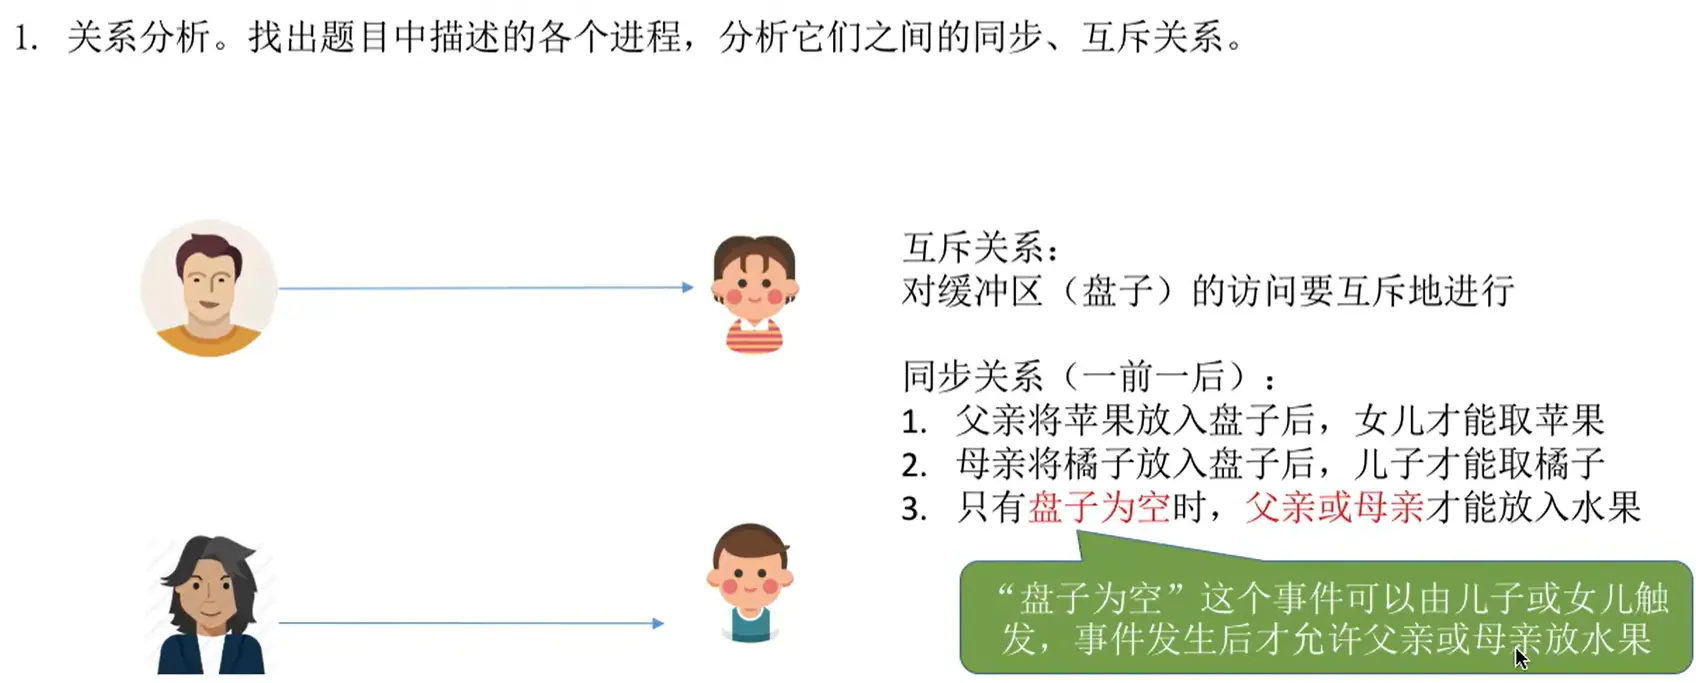 1. 关系分析。找出题目中描述的各个进程，分析它们之间的同步、互斥关系。
互斥关系：
对缓冲区（盘子）的访问要互斥地进行
同步关系（一前一后）：
1. 父亲将苹果放入盘子后，女儿才能取苹果
2. 母亲将橘子放入盘子后，儿子才能取橘子
3. 只有盘子为空时，父亲或母亲才能放入水果
“盘子为空”这个事件可以由儿子或女儿触
发，事件发生后才允许父亲或母亲放水果